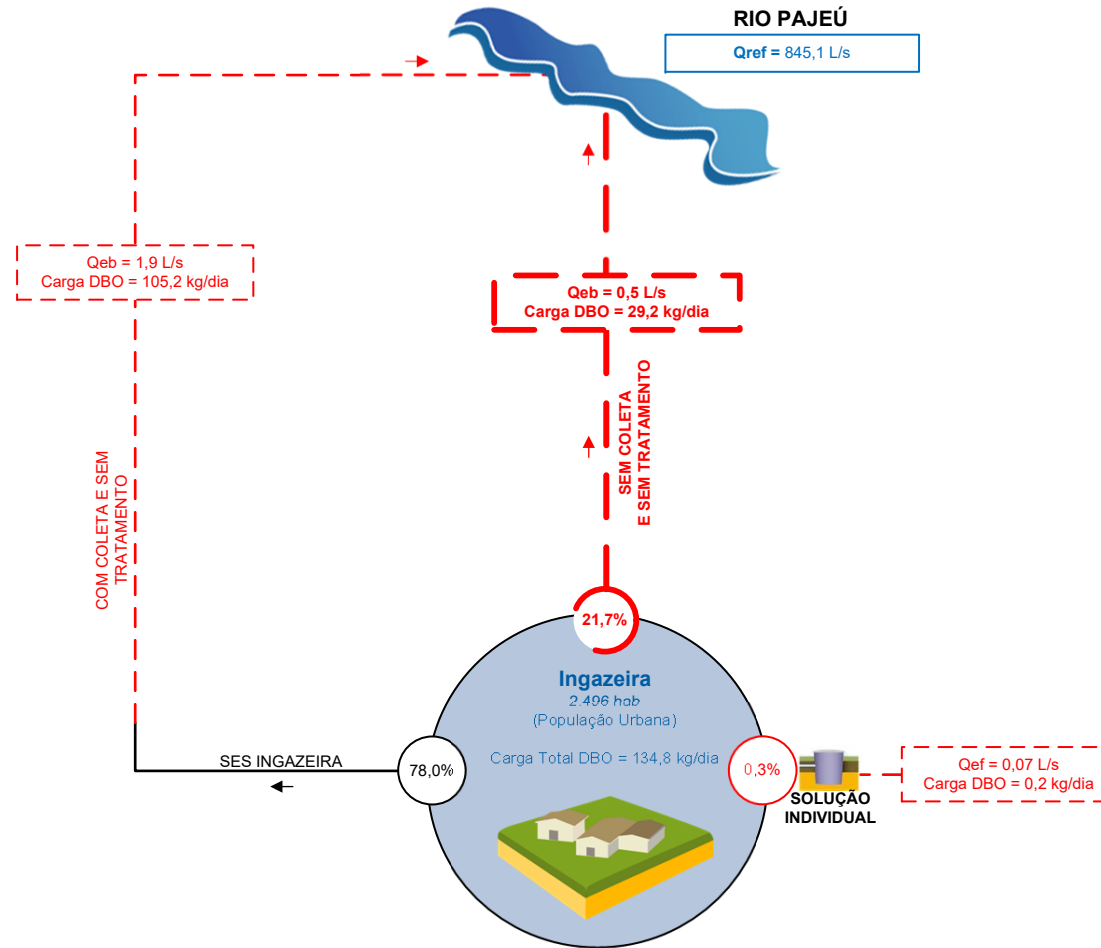 RIO PAJEÚ
Qref = 845,1 L/s
Qeb = 1,9 L/s
Carga DBO = 105,2 kg/dia
Qeb = 0,5 L/s
Carga DBO = 29,2 kg/dia
COM COLETA E SEM
TRATAMENTO
SEM COLETA
E SEM TRATAMENTO
21,7%
Ingazeira
2.496 hab
(População Urbana)
Carga Total DBO = 134,8 kg/dia
SES INGAZEIRA
78,0%
0,3%
SOLUÇÃO
INDIVIDUAL
Qef = 0,07 L/s
Carga DBO = 0,2 kg/dia